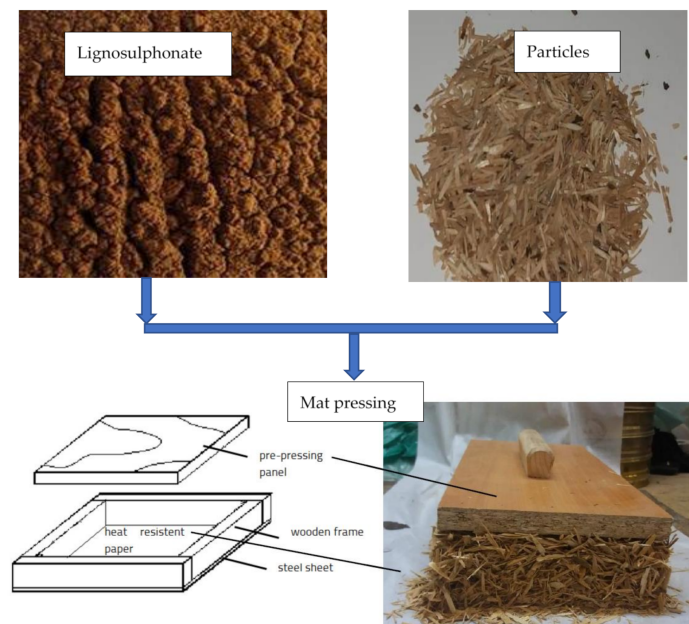 Lignosulphonate
Particles
Mat pressing
pre-pressing
panel
heat resistent
paper
wooden frame
steel sheet